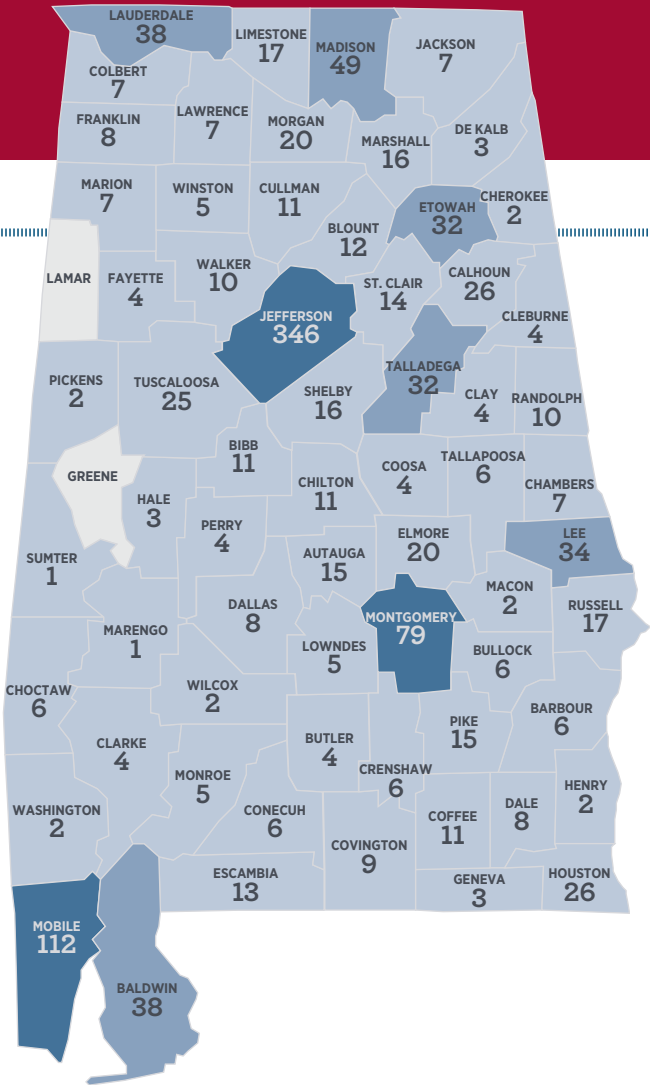 LAUDERDALE
38
LIMESTONE
17
MADISON
49
JACKSON
7
COLBERT
7
FRANKLIN
8
LAWRENCE
7
MORGAN
20
MARSHALL
16
DE KALB
3
MARION
7
WINSTON
5
CULLMAN
11
BLOUNT
12
ETOWAH
32
CHEROKEE
2
LAMAR
FAYETTE
4
WALKER
10
JEFFERSON
346
ST. CLAIR
14
CALHOUN
26
CLEBURNE
4
PICKENS
2
TUSCALOOSA
25
SHELBY
16
TALLADEGA
32
CLAY
4
RANDOLPH
10
GREENE
HALE
3
BIBB
11
CHILTON
11
COOSA
4
TALLAPOOSA
6
CHAMBERS
7
SUMTER
1
PERRY
4
AUTAUGA
15
ELMORE
20
LEE
34
MACON
2
RUSSELL
17
MARENGO
1
DALLAS
8
LOWNDES
5
MONTGOMERY
79
BULLOCK
6
CHOCTAW
6
WILCOX
2
CLARKE
4
BUTLER
4
CRENSHAW
6
PIKE
15
BARBOUR
6
WASHINGTON
2
MONROE
5
CONECUH
6
COVINGTON
9
COFFEE
11
DALE
8
HENRY
2
ESCAMBIA
13
GENEVA
3
HOUSTON
26
MOBILE
112
BALDWIN
38